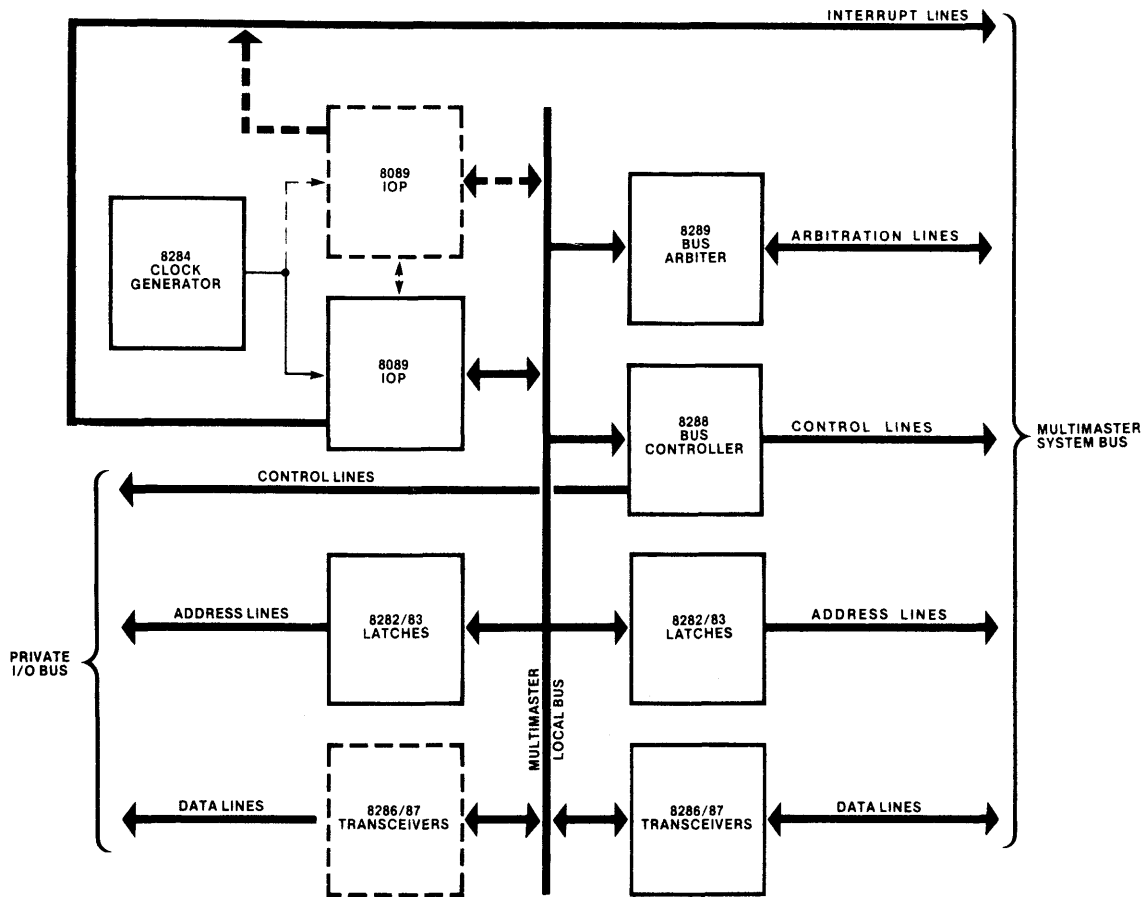 INTERRUPT LINES
8089
IOP
8284
CLOCK
GENERATOR
8289
BUS
ARBITER
ARBITRATION LINES
8089
IOP
8288
BUS
CONTROLLER
CONTROL LINES
MULTIMASTER
SYSTEM BUS
CONTROL LINES
ADDRESS LINES
8282/83
LATCHES
8282/83
LATCHES
ADDRESS LINES
PRIVATE
I/O BUS
MULTIMASTER
LOCAL BUS
DATA LINES
8286/87
TRANSCEIVERS
8286/87
TRANSCEIVERS
DATA LINES